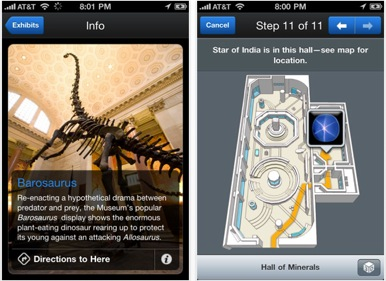 AT&T 8:01 PM
Exhibits Info
Barosaurus
Re-enacting a hypothetical drama between
predator and prey, the Museum's popular
Barosaurus display shows the enormous
plant-eating dinosaur rearing up to protect
its young against an attacking Allosaurus.
Directions to Here
AT&T 8:00 PM
Cancel Step 11 of 11
Star of India is in this hall—see map for
location.
Hall of Minerals